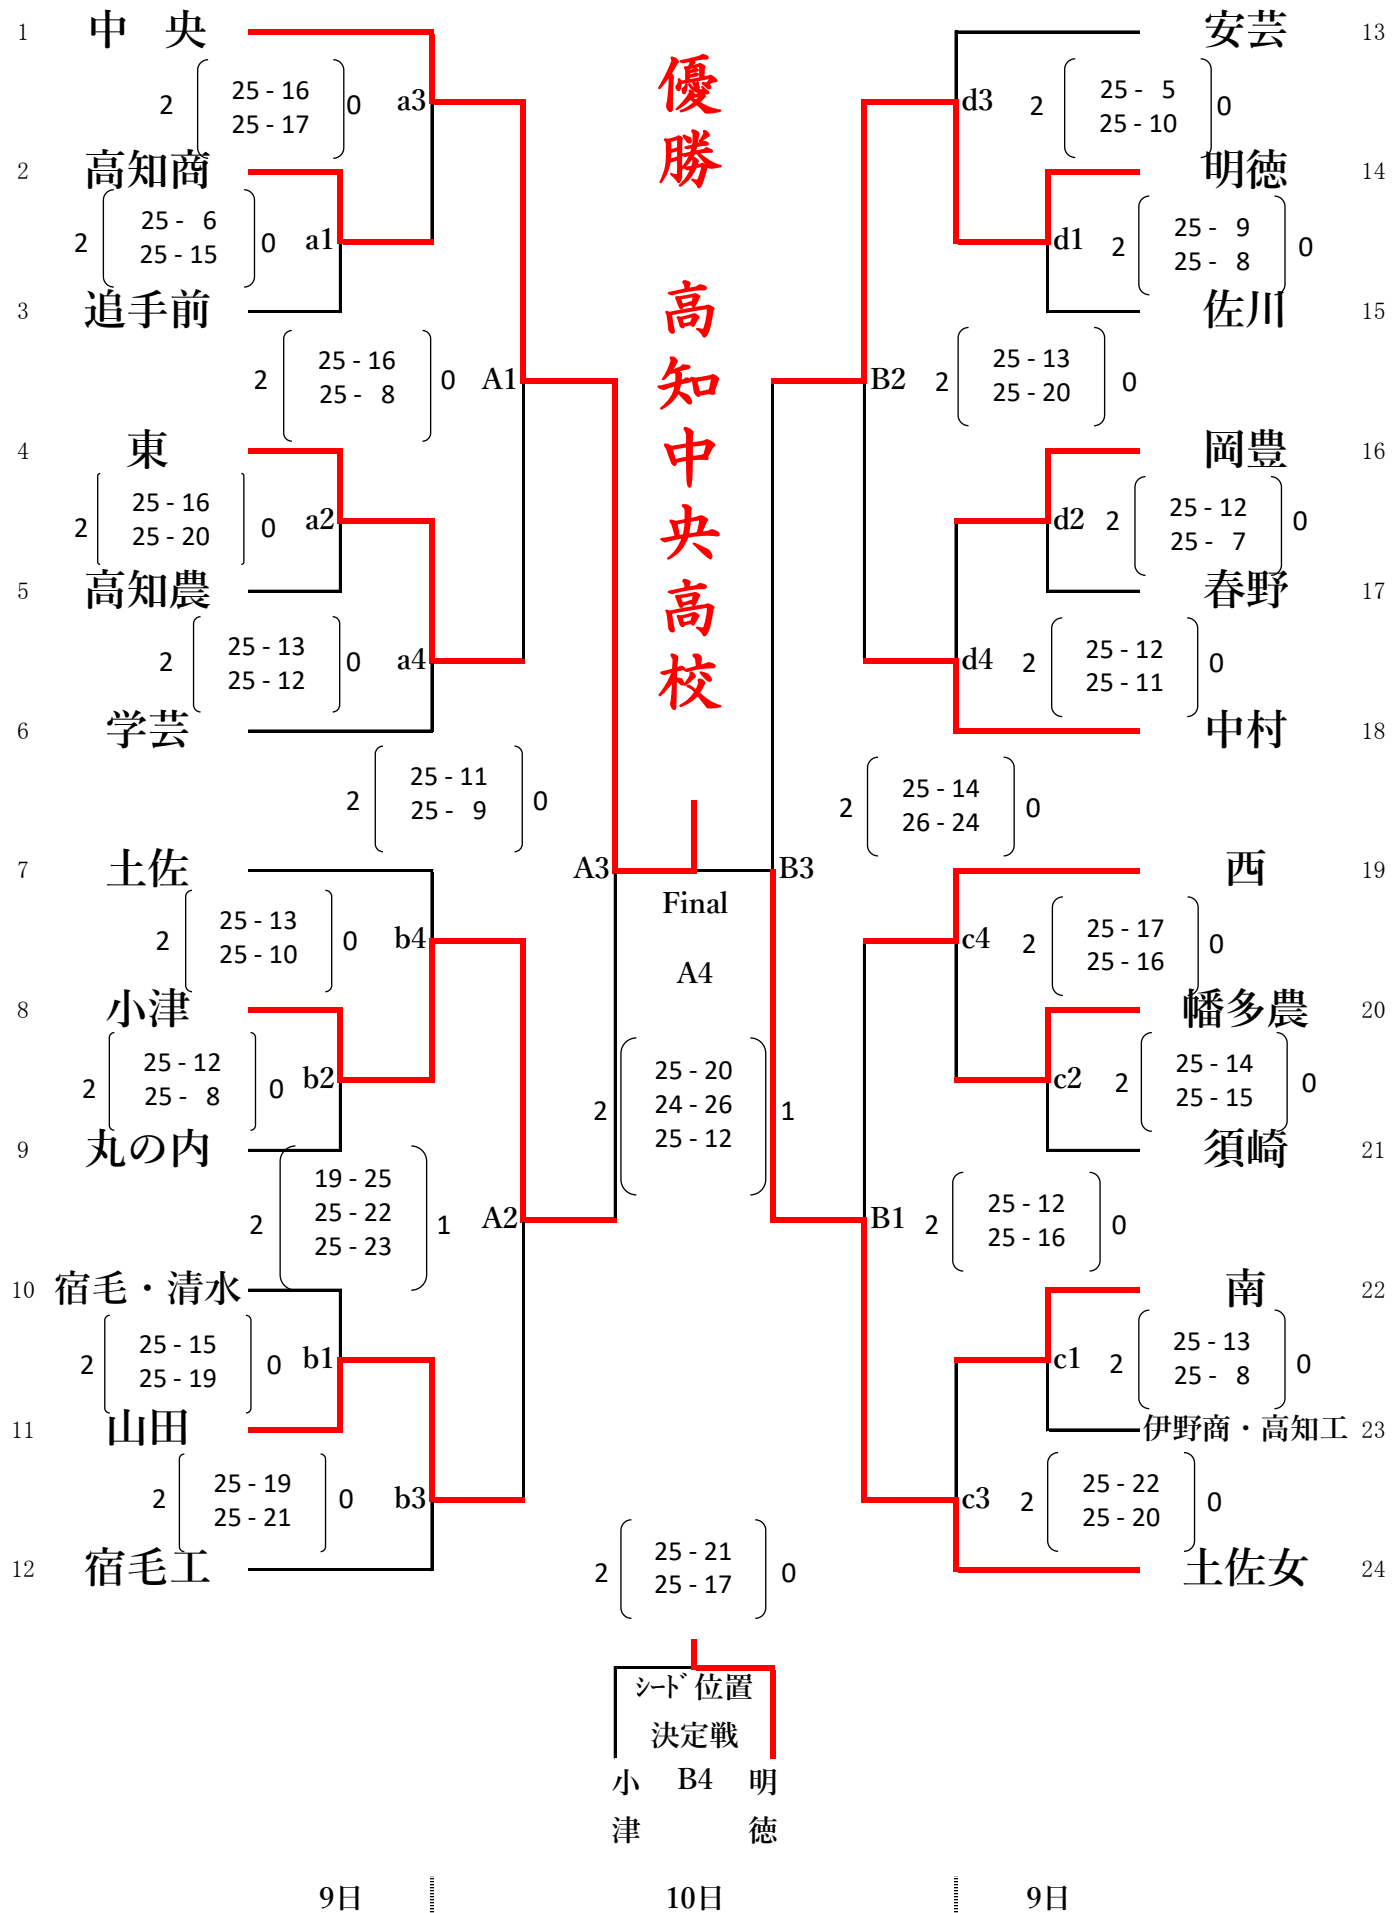 優勝 高知中央高校
1 中 央
2 ( 25 - 16 ) 0 a3
25 - 17
2 高知商
2 ( 25 - 6 ) 0 a1
25 - 15
3 追手前
2 ( 25 - 16 ) 0 A1
25 - 8
4 東
2 ( 25 - 16 ) 0 a2
25 - 20
5 高知農
2 ( 25 - 13 ) 0 a4
25 - 12
6 学芸
2 ( 25 - 11 ) 0 A3
25 - 9
7 土佐
2 ( 25 - 13 ) 0 b4
25 - 10
8 小津
2 ( 25 - 12 ) 0 b2
25 - 8
9 丸の内
2 ( 19 - 25 ) 1 A2
25 - 22
25 - 23
10 宿毛・清水
2 ( 25 - 15 ) 0 b1
25 - 19
11 山田
2 ( 25 - 19 ) 0 b3
25 - 21
12 宿毛工
Final
A4
2 ( 25 - 20 ) 1
24 - 26
25 - 12
安芸 13
d3 2 ( 25 - 5 ) 0
25 - 10
明徳 14
d1 2 ( 25 - 9 ) 0
25 - 8
佐川 15
B2 2 ( 25 - 13 ) 0
25 - 20
岡豊 16
d2 2 ( 25 - 12 ) 0
25 - 7
春野 17
d4 2 ( 25 - 12 ) 0
25 - 11
中村 18
B3 2 ( 25 - 14 ) 0
26 - 24
西 19
c4 2 ( 25 - 17 ) 0
25 - 16
幡多農 20
c2 2 ( 25 - 14 ) 0
25 - 15
須崎 21
B1 2 ( 25 - 12 ) 0
25 - 16
南 22
c1 2 ( 25 - 13 ) 0
25 - 8
伊野商・高知工 23
c3 2 ( 25 - 22 ) 0
25 - 20
土佐女 24
2 ( 25 - 21 ) 0
25 - 17
ｼｰﾄﾞ位置
決定戦
小津 B4 明徳
9日 10日 9日